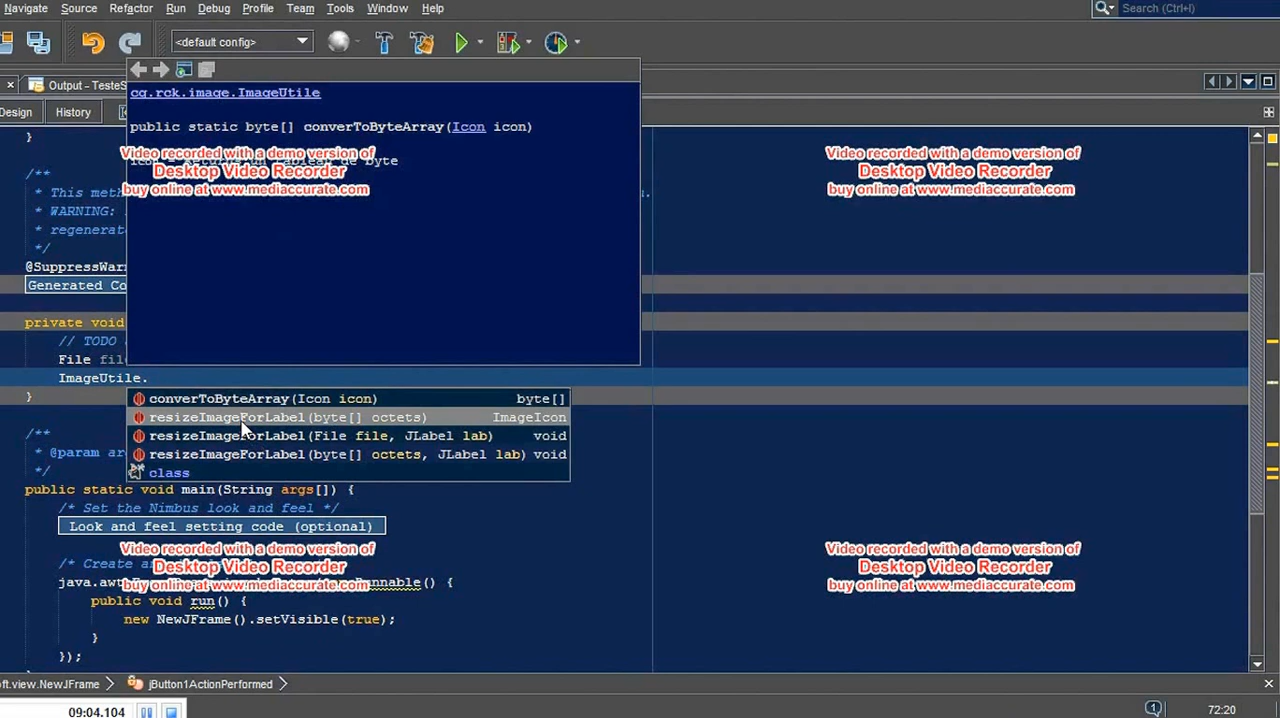 Navigate Source Refactor Run Debug Profile Team Tools Window Help
Search (Ctrl+I)
<default config>
Output - TesteS
Design History
cg.rck.image.ImageUtile
public static byte[] converToByteArray(Icon icon)
de byte
Video recorded with a demo version of
Desktop Video Recorder
buy online at www.mediaccurate.com
Video recorded with a demo version of
Desktop Video Recorder
buy online at www.mediaccurate.com
}
/**
* This meth
* WARNING:
* regenerat
*/
@SuppressWar
Generated Co
private void
// TODO
File fil
ImageUtile.
}
converToByteArray(Icon icon) byte[]
resizeImageForLabel(byte[] octets) ImageIcon
resizeImageForLabel(File file, JLabel lab) void
resizeImageForLabel(byte[] octets, JLabel lab) void
class
/**
* @param ar
*/
public static void main(String args[]) {
/* Set the Nimbus look and feel */
Look and feel setting code (optional)
Video recorded with a demo version of
Desktop Video Recorder
buy online at www.mediaccurate.com
Video recorded with a demo version of
Desktop Video Recorder
buy online at www.mediaccurate.com
/* Create an
java.awt
unnable() {
public void run() {
new NewJFrame().setVisible(true);
}
});
oft.view.NewJFrame jButton1ActionPerformed
09:04.104
1
72:20